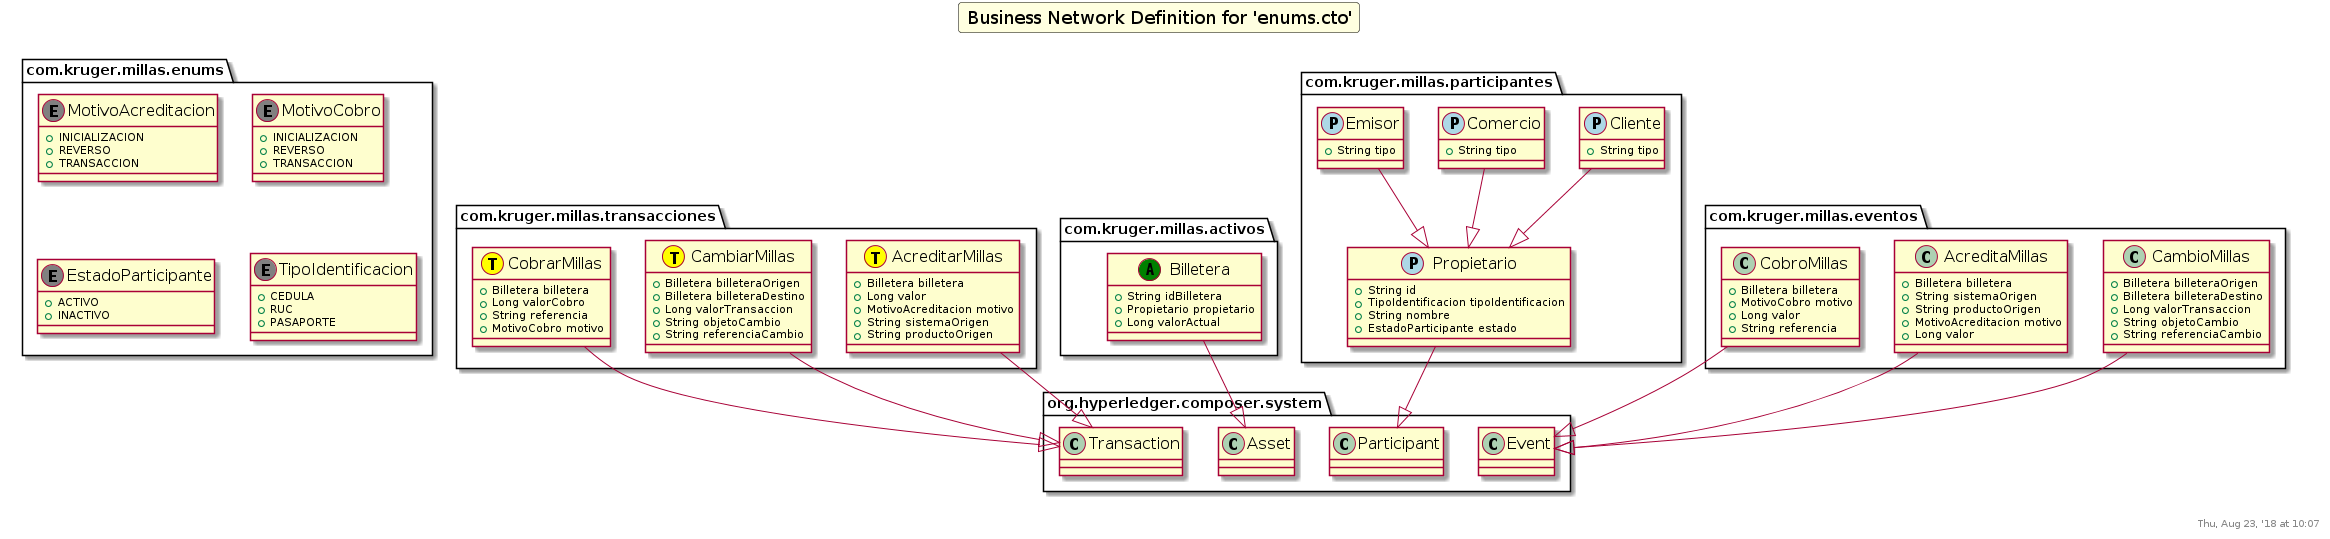 Business Network Definition for 'enums.cto'
com.kruger.millas.enums
E MotivoAcreditacion
INICIALIZACION
REVERSO
TRANSACCION
E MotivoCobro
INICIALIZACION
REVERSO
TRANSACCION
E EstadoParticipante
ACTIVO
INACTIVO
E TipoIdentificacion
CEDULA
RUC
PASAPORTE
com.kruger.millas.transacciones
T CobrarMillas
Billetera billetera
Long valorCobro
String referencia
MotivoCobro motivo
T CambiarMillas
Billetera billeteraOrigen
Billetera billeteraDestino
Long valorTransaccion
String objetoCambio
String referenciaCambio
T AcreditarMillas
Billetera billetera
Long valor
MotivoAcreditacion motivo
String sistemaOrigen
String productoOrigen
com.kruger.millas.activos
A Billetera
String idBilletera
Propietario propietario
Long valorActual
com.kruger.millas.participantes
P Emisor
String tipo
P Comercio
String tipo
P Cliente
String tipo
P Propietario
String id
TipoIdentificacion tipoIdentificacion
String nombre
EstadoParticipante estado
com.kruger.millas.eventos
C CobroMillas
Billetera billetera
MotivoCobro motivo
Long valor
String referencia
C AcreditaMillas
Billetera billetera
String sistemaOrigen
String productoOrigen
MotivoAcreditacion motivo
Long valor
C CambioMillas
Billetera billeteraOrigen
Billetera billeteraDestino
Long valorTransaccion
String objetoCambio
String referenciaCambio
org.hyperledger.composer.system
C Transaction
C Asset
C Participant
C Event
Thu, Aug 23, '18 at 10:07